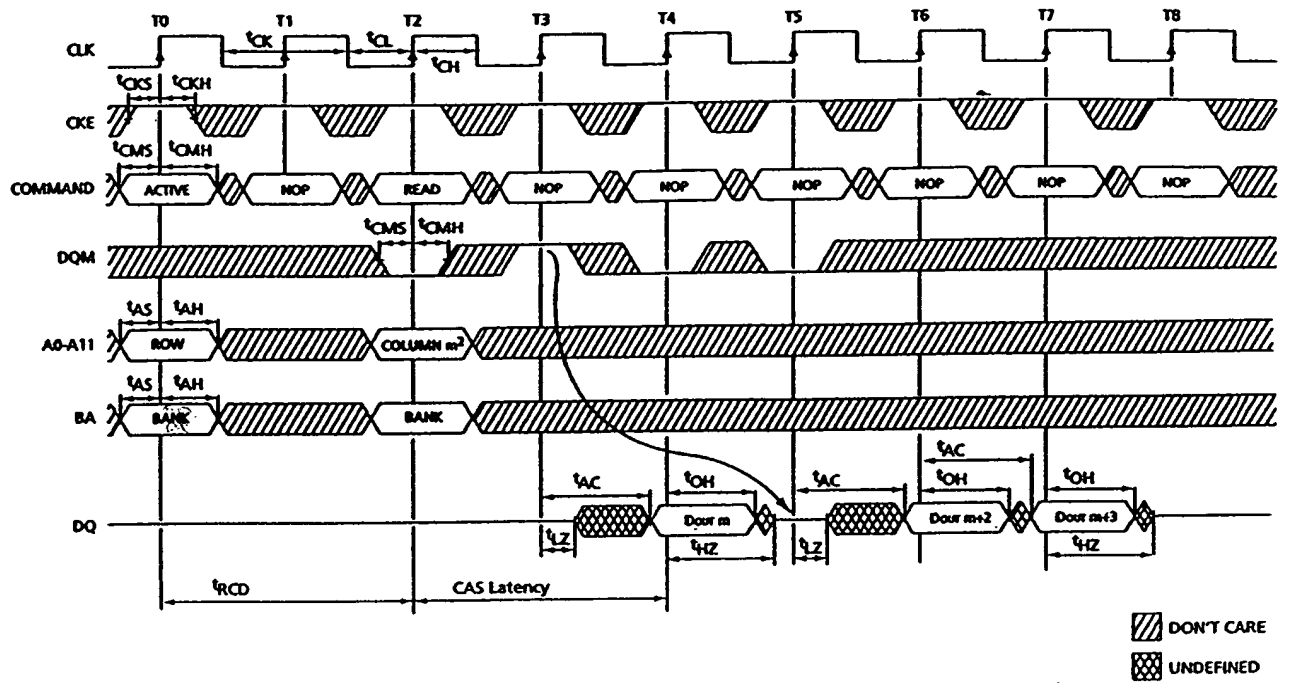 T0 T1 T2 T3 T4 T5 T6 T7 T8
CLK
tCK tCL
tCH
tCKS tCKH
CKE
tCMS tCMH
COMMAND ACTIVE NOP READ NOP NOP NOP NOP NOP NOP
tCMS tCMH
DQM
tAS tAH
A0-A11 ROW COLUMN m2
tAS tAH
BA BANK BANK
tAC tOH tAC tAC tOH tOH
DQ DOUT m DOUT m+2 DOUT m+3
tLZ tHZ tLZ tHZ
tRCD CAS Latency
DON'T CARE
UNDEFINED